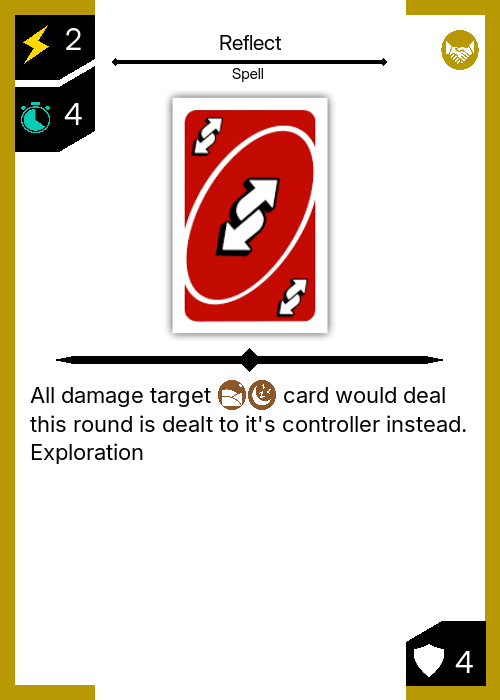 2
Reflect
Spell
4
All damage target card would deal
this round is dealt to it's controller instead.
Exploration
4